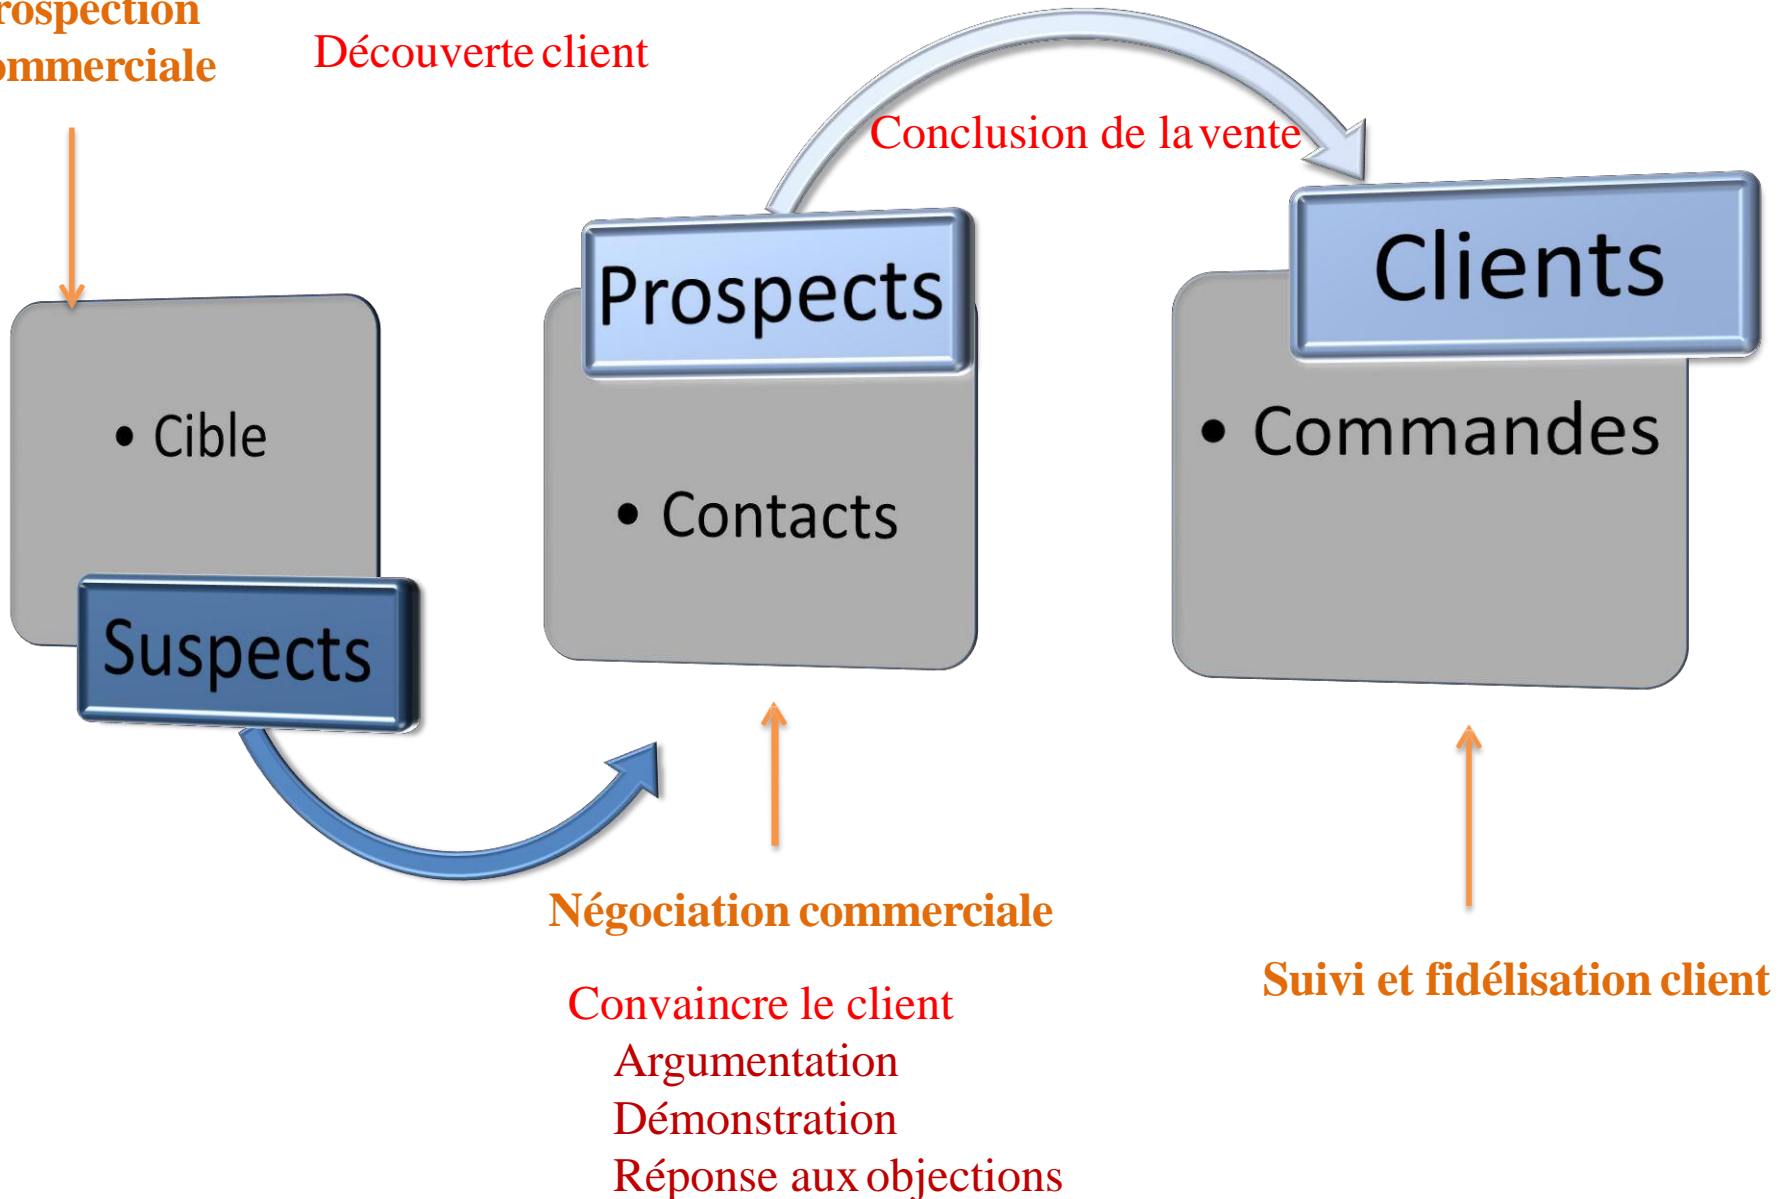 rospection
ommerciale
Découverte client
Conclusion de la vente
Prospects
Clients
• Cible
• Contacts
• Commandes
Suspects
Négociation commerciale
Suivi et fidélisation client
Convaincre le client
Argumentation
Démonstration
Réponse aux objections